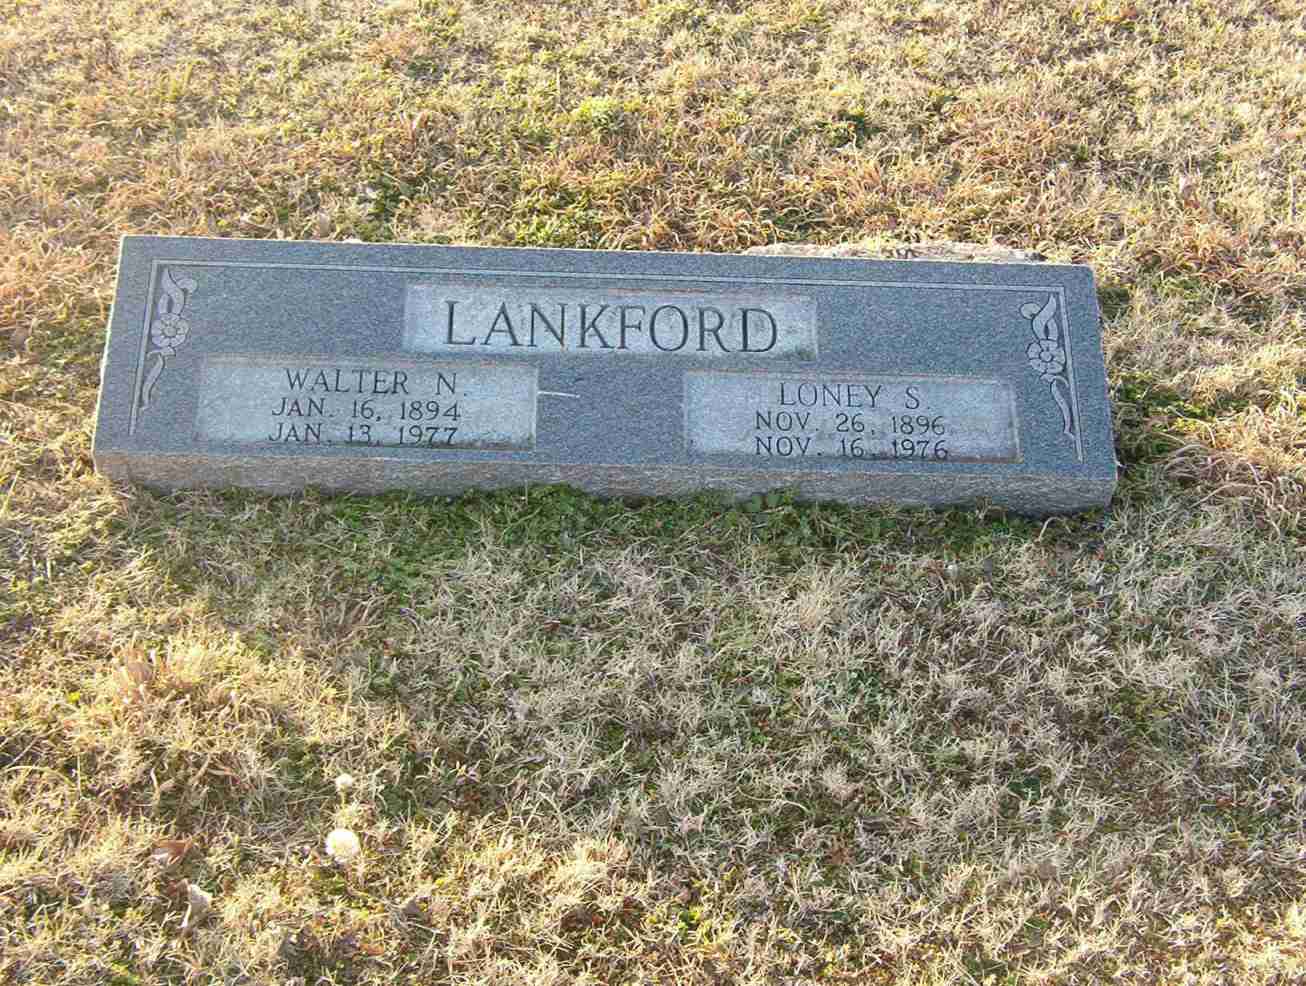 LANKFORD
WALTER N.
JAN. 16, 1894
JAN. 13, 1977
LONEY S.
NOV. 26, 1896
NOV. 16, 1976